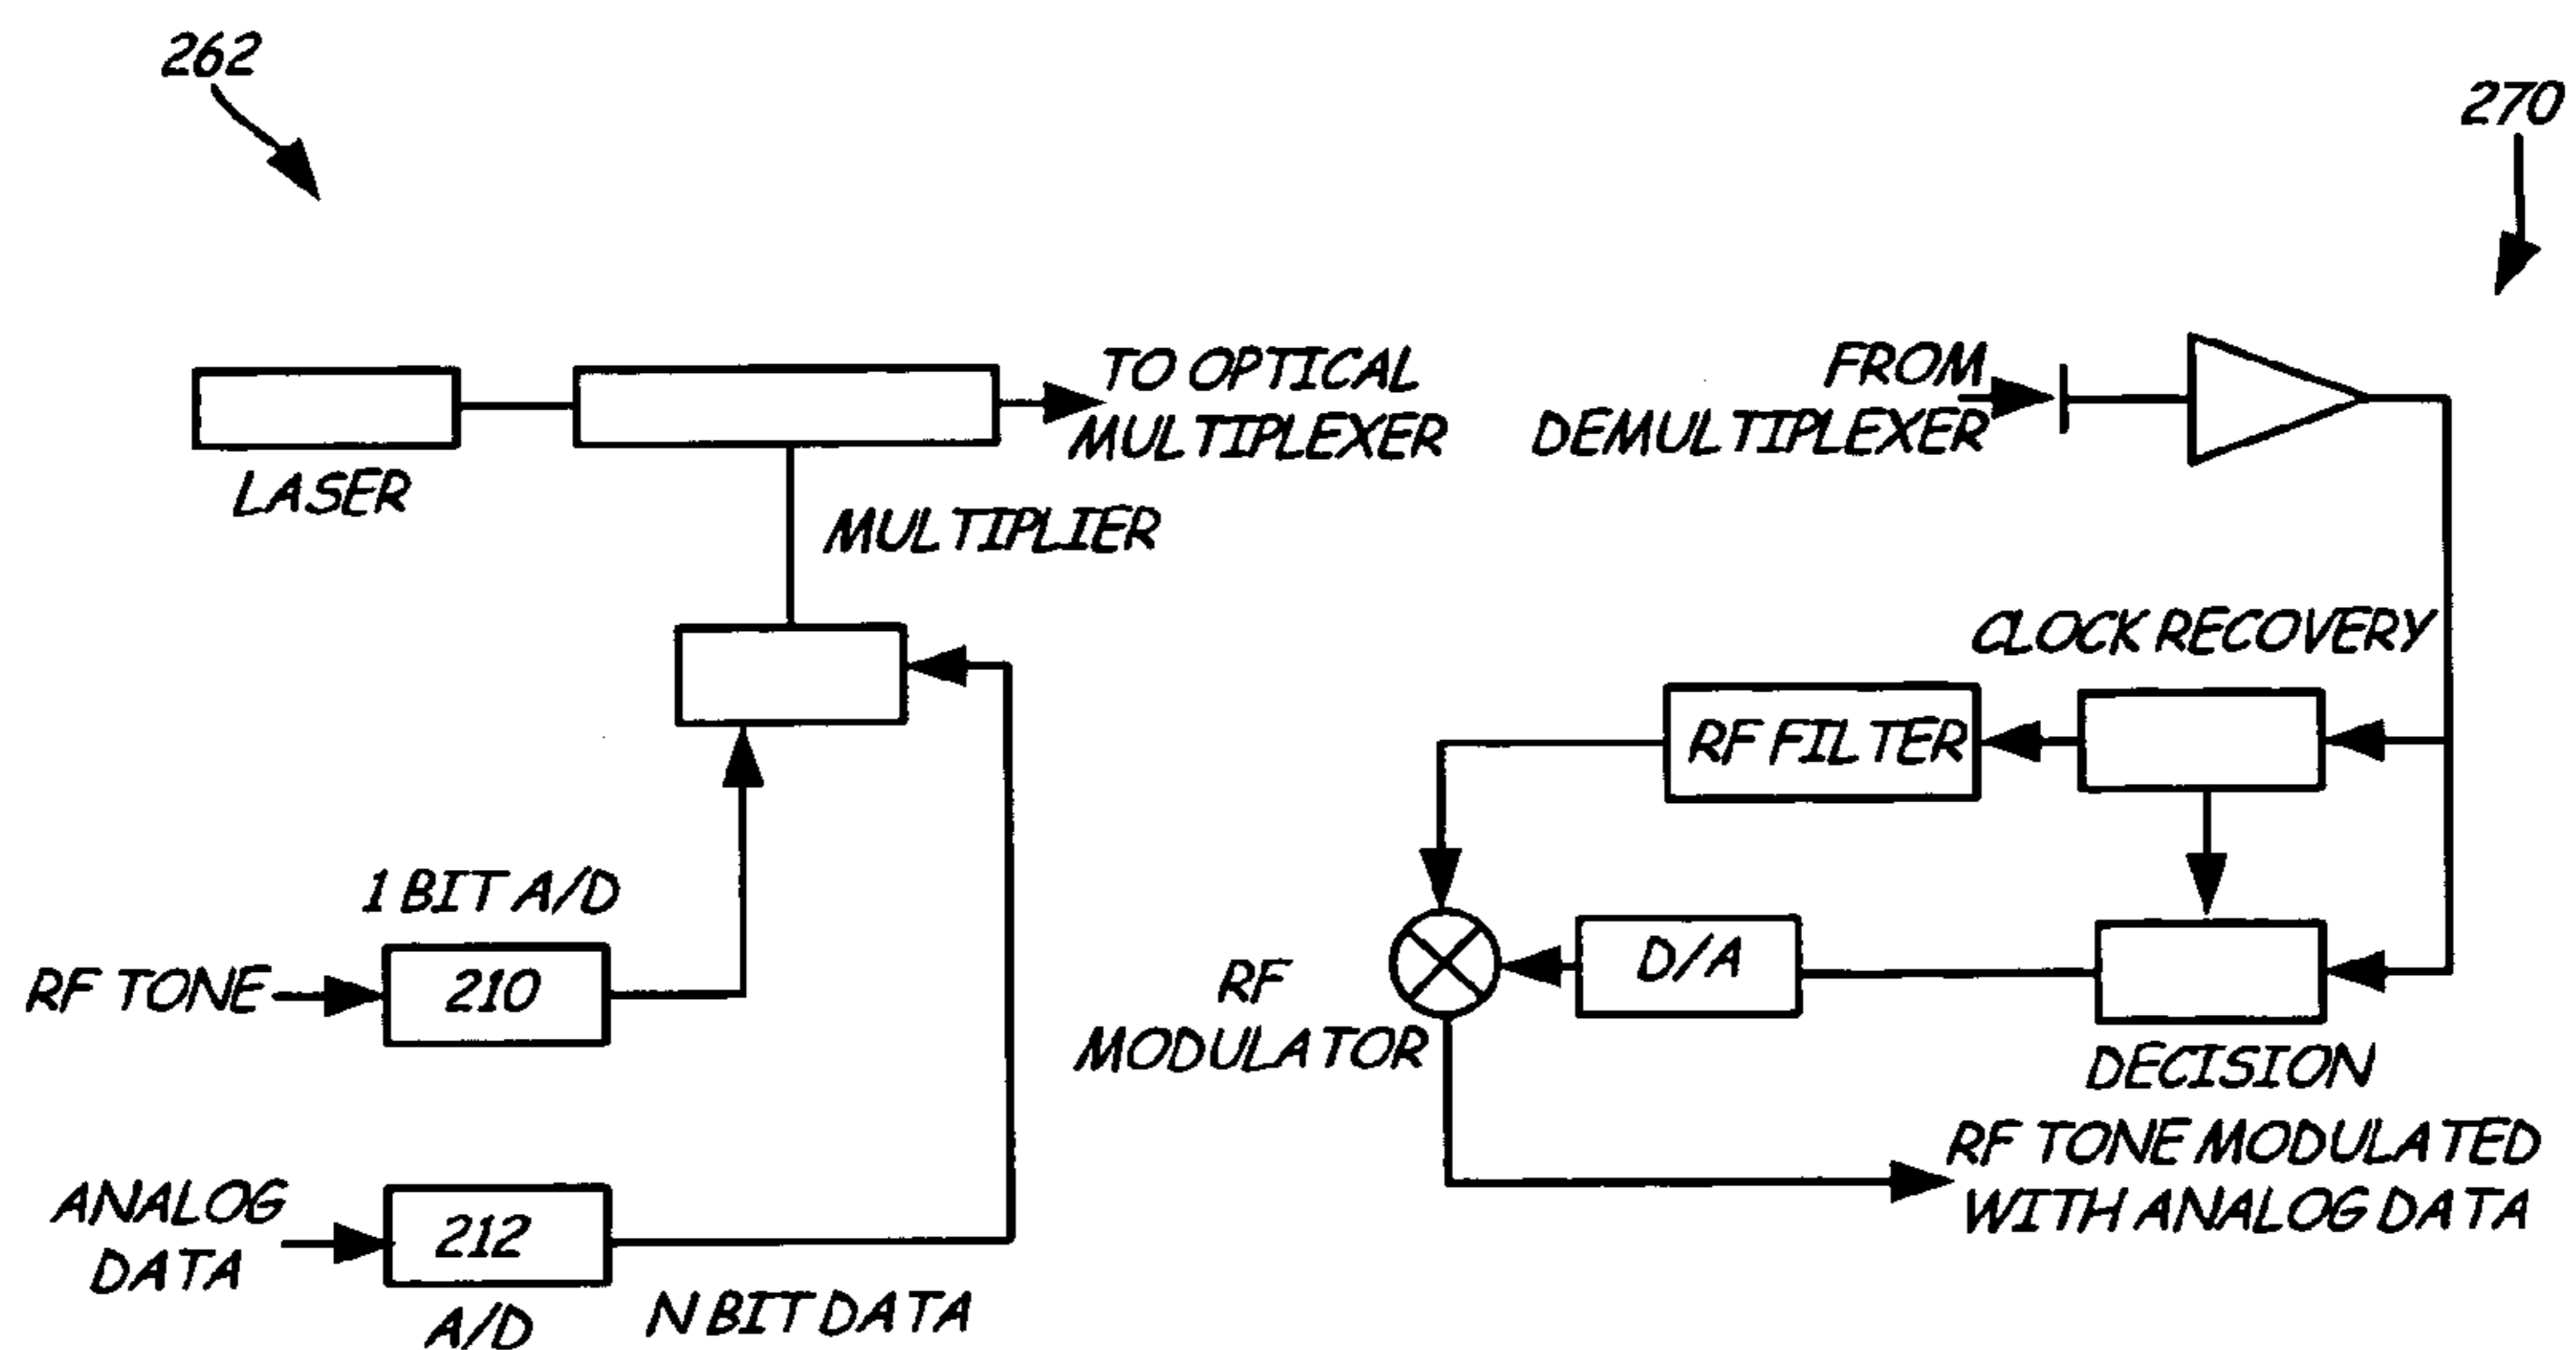 262
270
TO OPTICAL
MULTIPLEXER
FROM
DEMULTIPLEXER
LASER
MULTIPLIER
CLOCK RECOVERY
RF FILTER
1 BIT A/D
RF TONE
210
RF
MODULATOR
D/A
DECISION
ANALOG
DATA
212
A/D
N BIT DATA
RF TONE MODULATED
WITH ANALOG DATA